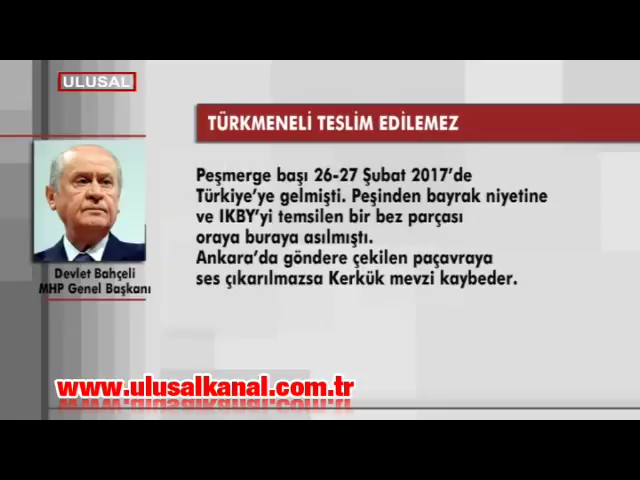 ULUSAL
TÜRKMENELİ TESLİM EDİLEMEZ
Peşmerge başı 26-27 Şubat 2017’de
Türkiye’ye gelmişti. Peşinden bayrak niyetine
ve IKBY’yi temsilen bir bez parçası
oraya buraya asılmıştı.
Ankara’da göndere çekilen paçavraya
ses çıkarılmazsa Kerkük mevzi kaybeder.
Devlet Bahçeli
MHP Genel Başkanı
www.ulusalkanal.com.tr